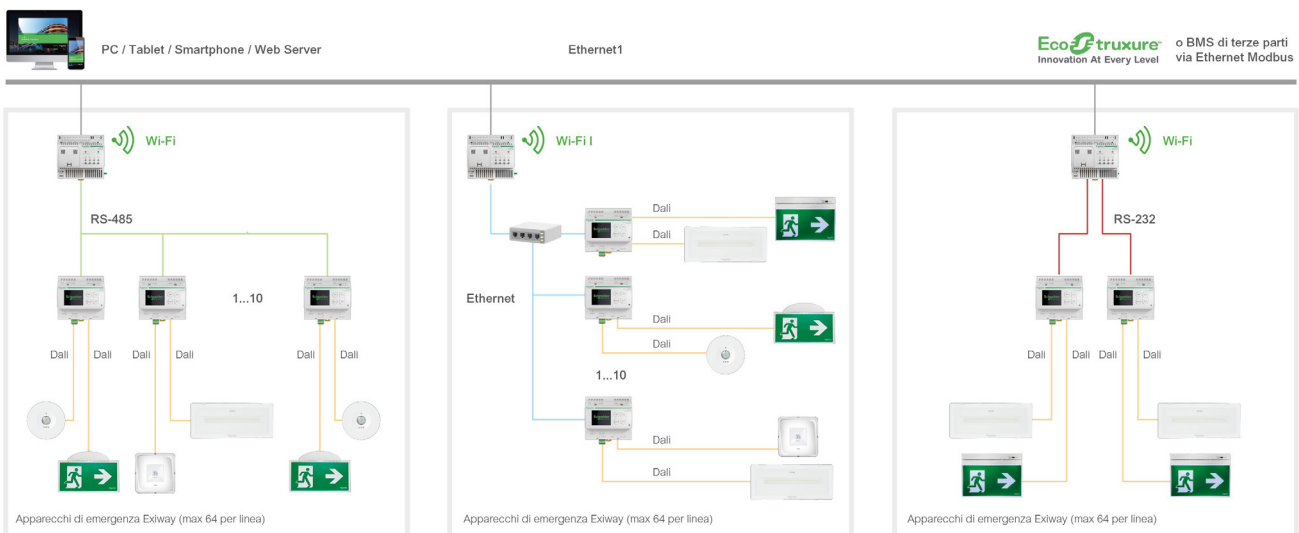 PC / Tablet / Smartphone / Web Server
Ethernet1
EcoStruxure
Innovation At Every Level
o BMS di terze parti
via Ethernet Modbus
Wi-Fi
RS-485
1...10
Dali
Dali
Dali
Dali
Dali
Dali
Apparecchi di emergenza Exiway (max 64 per linea)
Wi-Fi I
Dali
Dali
Ethernet
Dali
Dali
1...10
Dali
Dali
Apparecchi di emergenza Exiway (max 64 per linea)
Wi-Fi
RS-232
Dali
Dali
Dali
Dali
Apparecchi di emergenza Exiway (max 64 per linea)